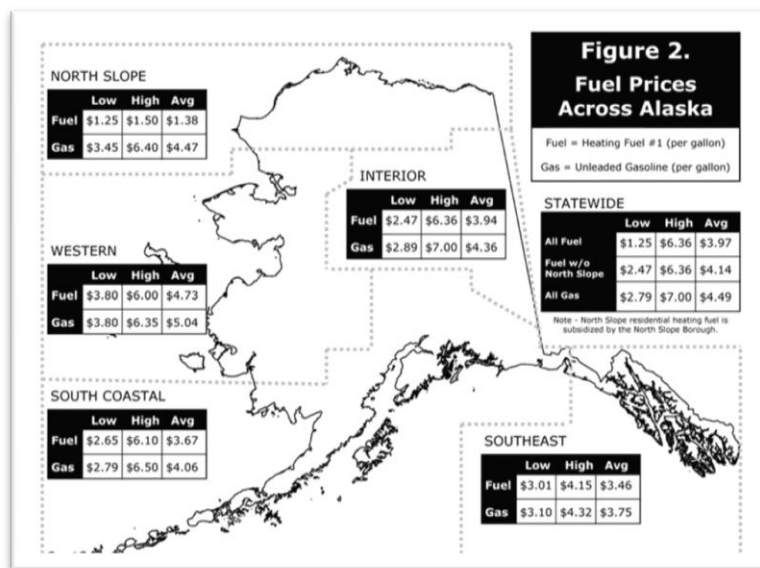 Figure 2.
Fuel Prices
Across Alaska
Fuel = Heating Fuel #1 (per gallon)
Gas = Unleaded Gasoline (per gallon)
NORTH SLOPE
Low High Avg
Fuel $1.25 $1.50 $1.38
Gas $3.45 $6.40 $4.47
INTERIOR
Low High Avg
Fuel $2.47 $6.36 $3.94
Gas $2.89 $7.00 $4.36
STATEWIDE
Low High Avg
All Fuel $1.25 $6.36 $3.97
Fuel w/o
North Slope $2.47 $6.36 $4.14
All Gas $2.79 $7.00 $4.49
Note - North Slope residential heating fuel is
subsidized by the North Slope Borough.
WESTERN
Low High Avg
Fuel $3.80 $6.00 $4.73
Gas $3.80 $6.35 $5.04
SOUTH COASTAL
Low High Avg
Fuel $2.65 $6.10 $3.67
Gas $2.79 $6.50 $4.06
SOUTHEAST
Low High Avg
Fuel $3.01 $4.15 $3.46
Gas $3.10 $4.32 $3.75